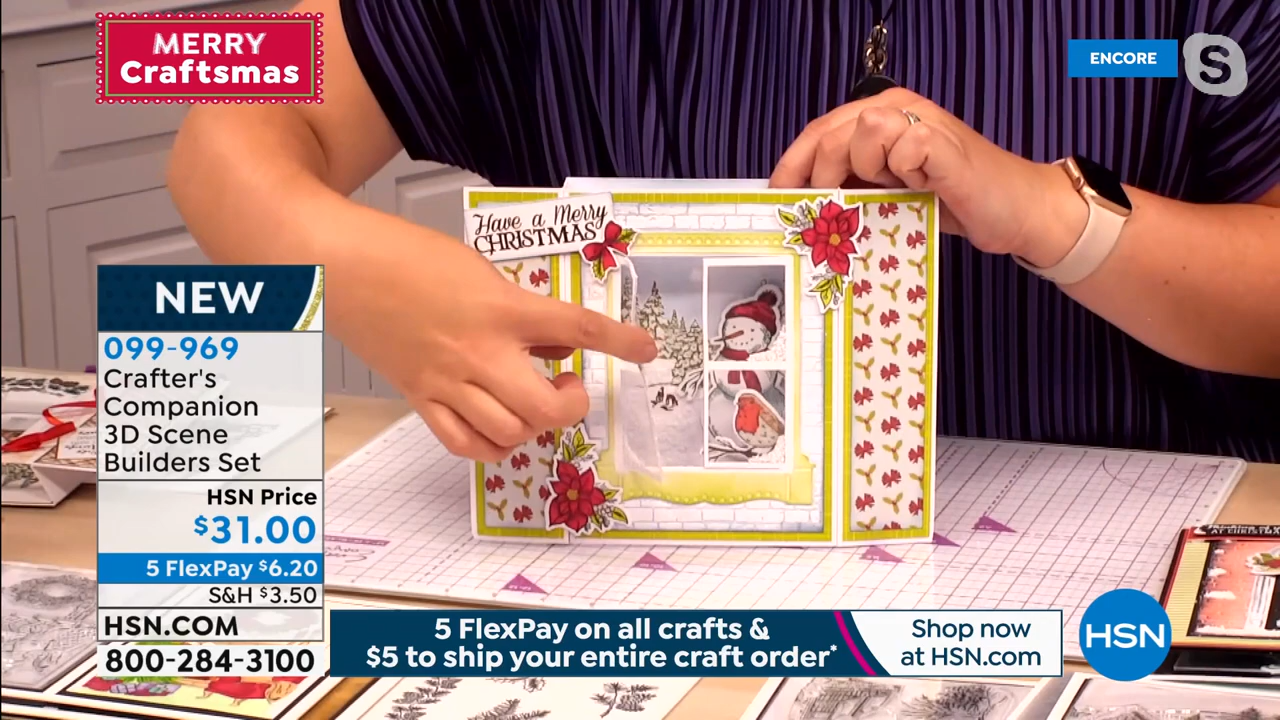 MERRY
Craftsmas
ENCORE
S
Have a Merry
CHRISTMAS
NEW
099-969
Crafter's
Companion
3D Scene
Builders Set
HSN Price
$31.00
5 FlexPay $6.20
S&H $3.50
HSN.COM
800-284-3100
5 FlexPay on all crafts &
$5 to ship your entire craft order*
Shop now
at HSN.com
HSN
AT CHRISTMAS